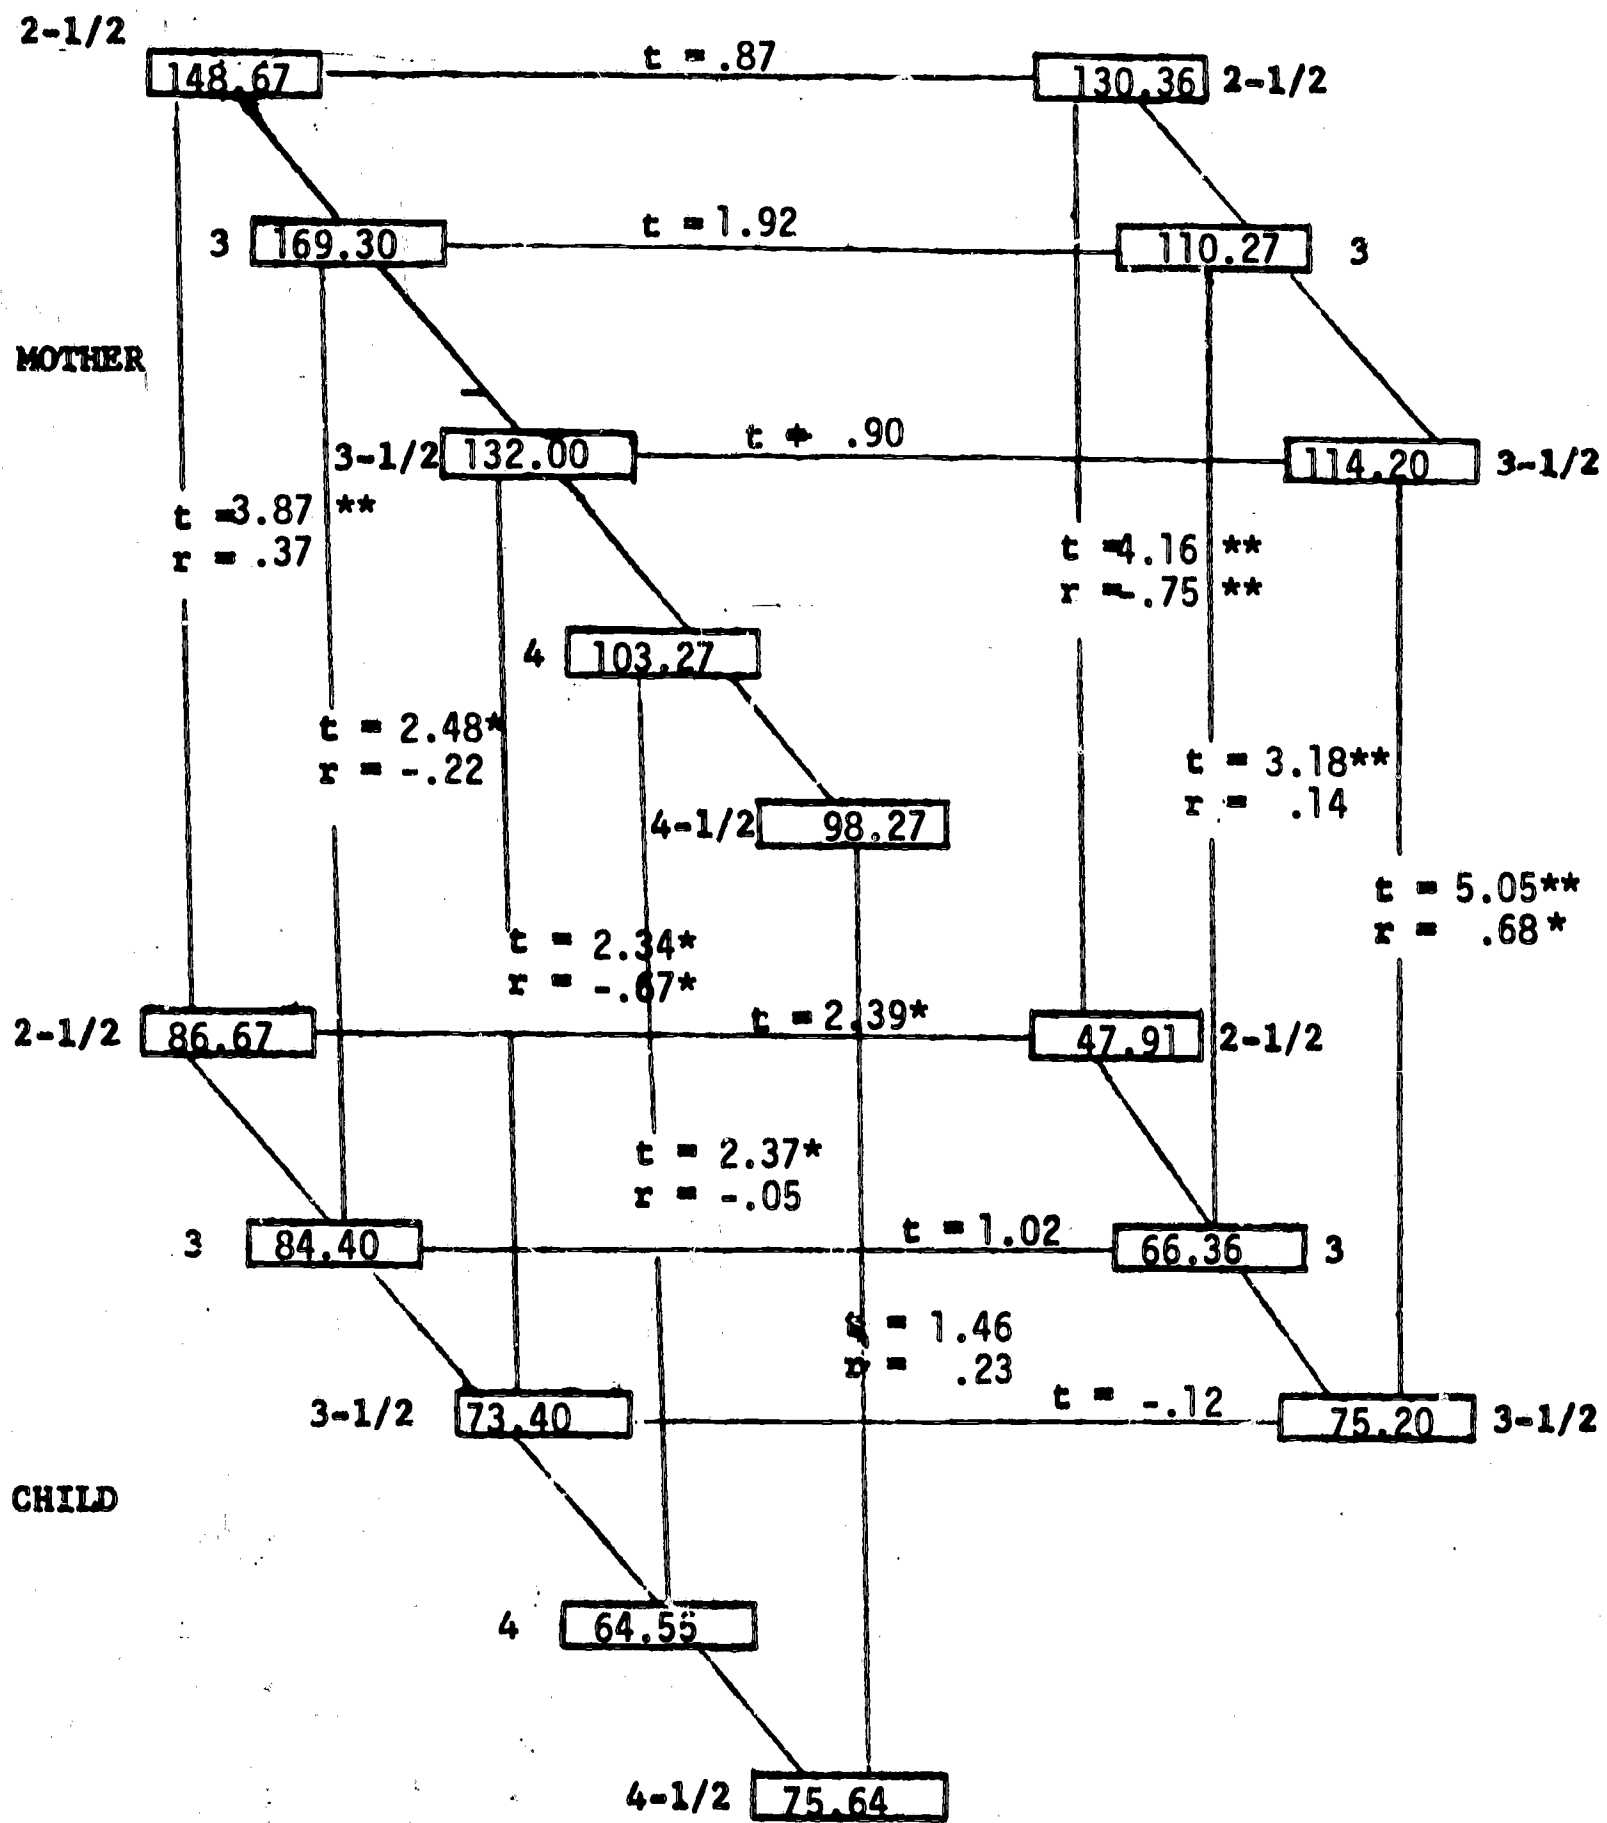 2-1/2
148.67
t = .87
130.36 2-1/2
3 169.30
t = 1.92
110.27 3
MOTHER
3-1/2 132.00
t = .90
114.20 3-1/2
t =3.87 **
r = .37
t =4.16 **
r =-.75 **
4 103.27
t = 2.48*
r = -.22
t = 3.18**
r = .14
4-1/2 98.27
t = 5.05**
r = .68*
t = 2.34*
r = -.67*
2-1/2 86.67
t = 2.39*
47.91 2-1/2
t = 2.37*
r = -.05
3 84.40
t = 1.02
66.36 3
t = 1.46
r = .23
3-1/2 73.40
t = -.12
75.20 3-1/2
CHILD
4 64.55
4-1/2 75.64